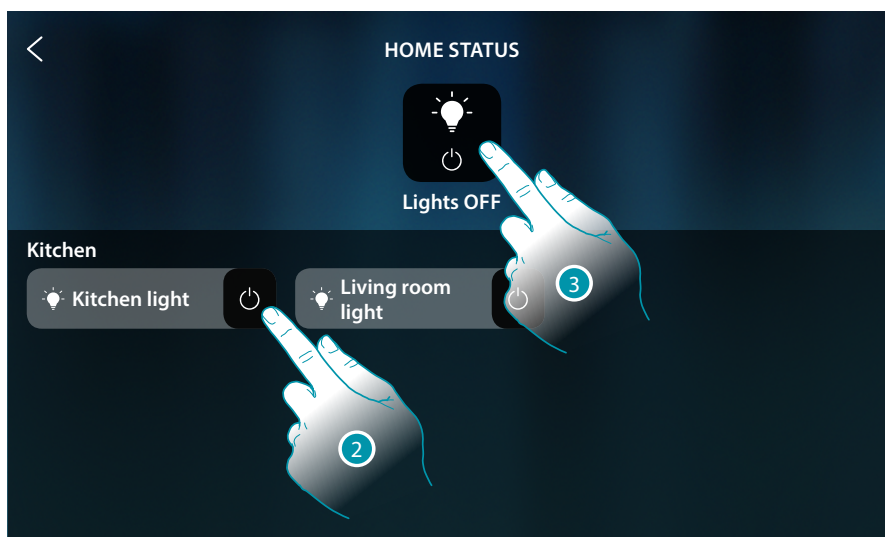 HOME STATUS
Lights OFF
Kitchen
Kitchen light
Living room
light
3
2